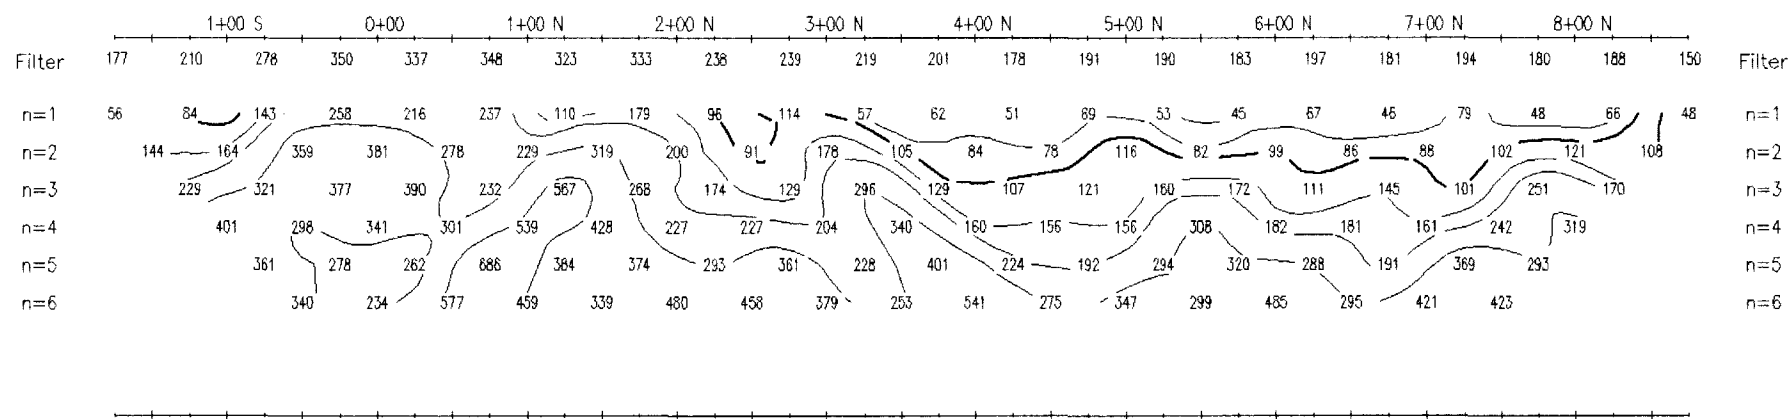 1+00 S 0+00 1+00 N 2+00 N 3+00 N 4+00 N 5+00 N 6+00 N 7+00 N 8+00 N
Filter 177 210 278 350 337 348 323 333 238 239 219 201 178 191 190 183 197 181 194 180 188 150 Filter
n=1 56 84 143 258 216 237 110 179 96 114 57 62 51 69 53 45 67 46 79 48 66 48 n=1
n=2 144 164 359 381 278 229 319 200 91 178 105 84 78 116 82 99 86 88 102 121 108 n=2
n=3 229 321 377 390 232 567 268 174 129 296 129 107 121 160 172 111 145 101 251 170 n=3
n=4 401 298 341 301 539 428 227 227 204 340 160 156 156 308 182 181 161 242 319 n=4
n=5 361 278 262 686 384 374 293 361 228 401 224 192 294 320 288 191 369 293 n=5
n=6 340 234 577 459 339 480 458 379 253 541 275 347 299 485 295 421 423 n=6